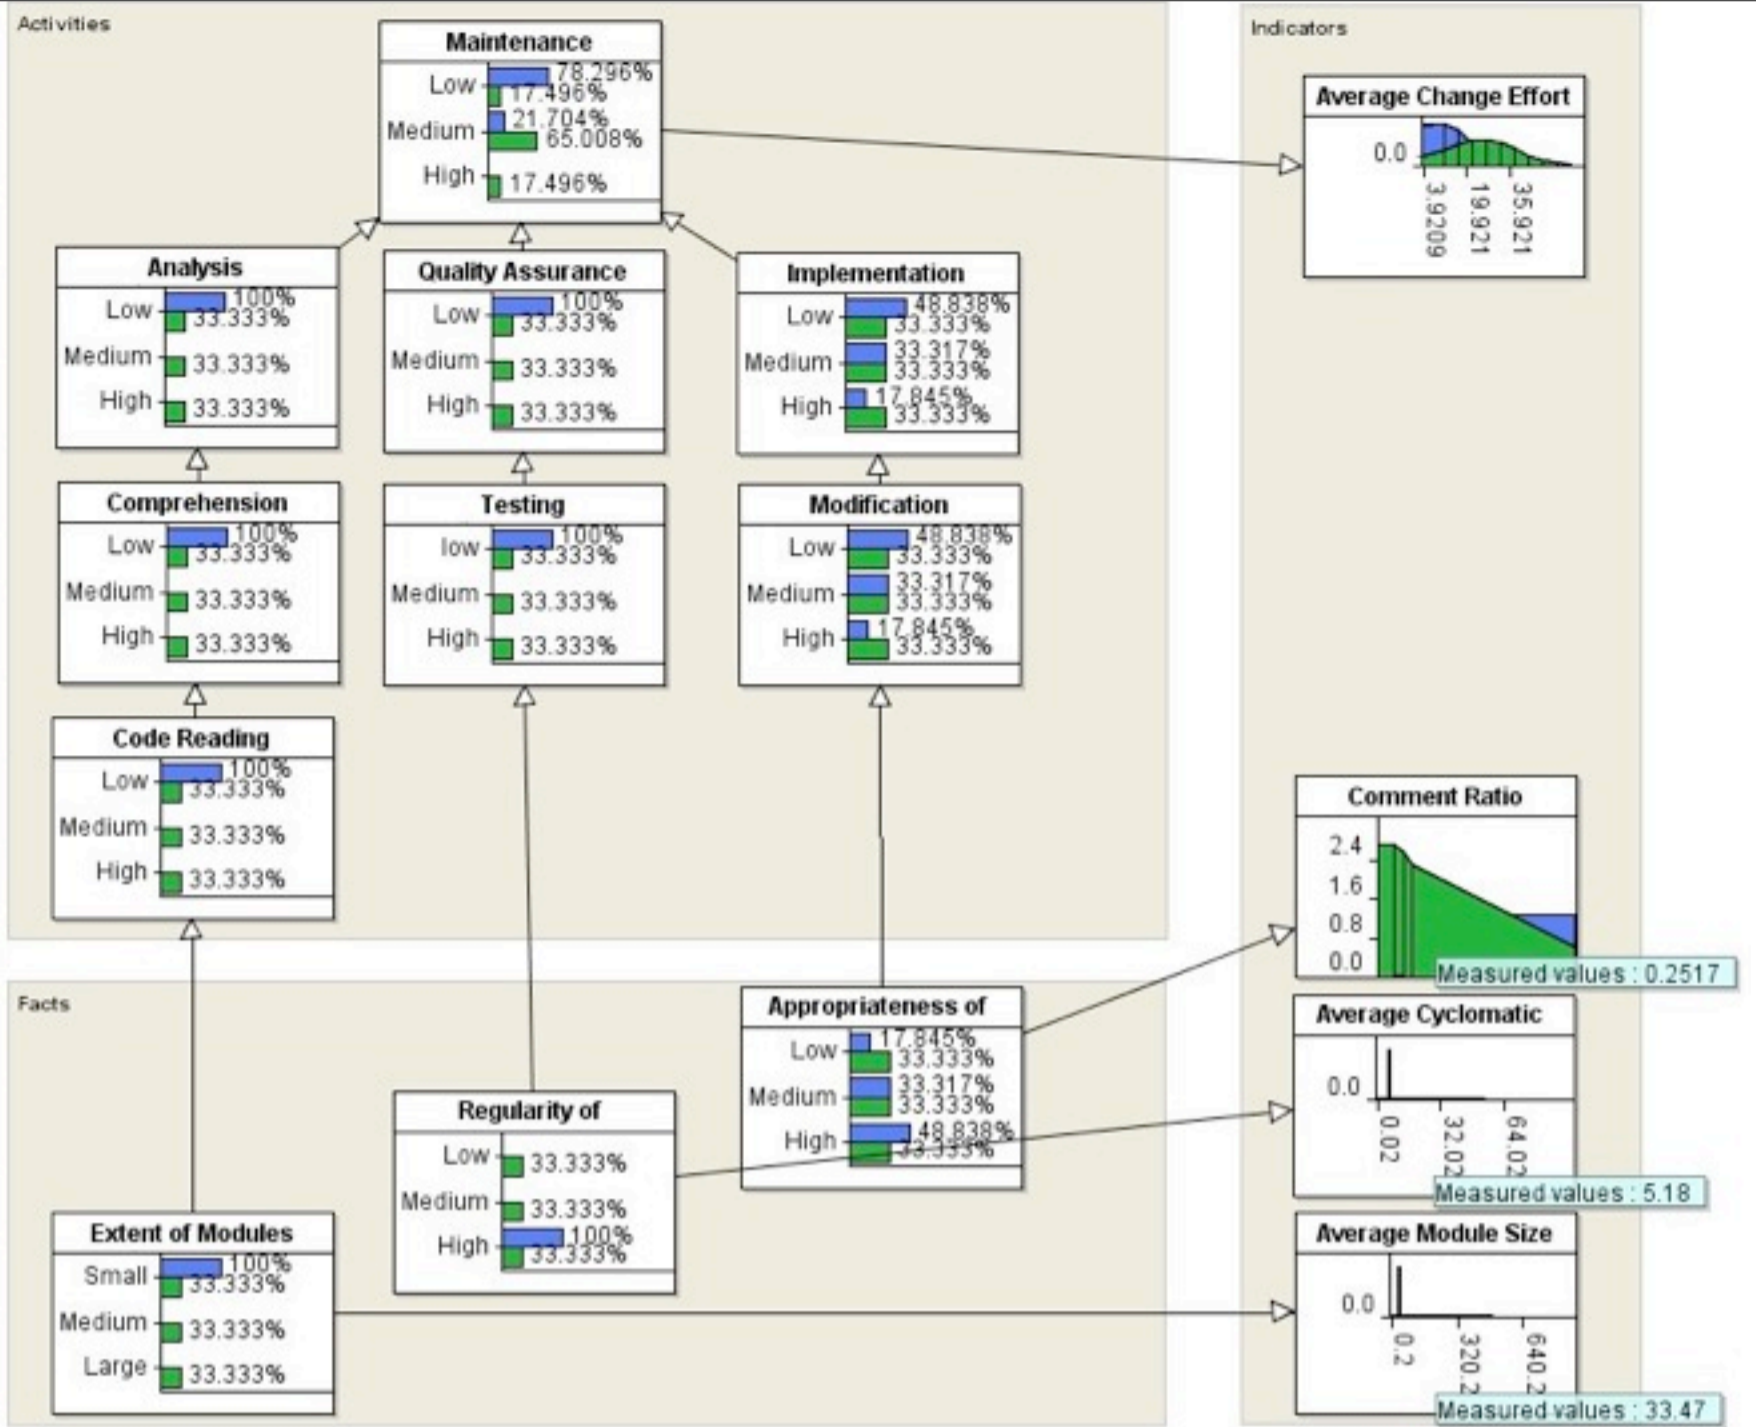 Activities
Maintenance
Low
78.296%
17.496%
Medium
21.704%
65.008%
High
17.496%
Analysis
Low
100%
33.333%
Medium
33.333%
High
33.333%
Quality Assurance
Low
100%
33.333%
Medium
33.333%
High
33.333%
Implementation
Low
48.838%
33.333%
Medium
33.317%
33.333%
High
17.845%
33.333%
Comprehension
Low
100%
33.333%
Medium
33.333%
High
33.333%
Testing
low
100%
33.333%
Medium
33.333%
High
33.333%
Modification
Low
48.838%
33.333%
Medium
33.317%
33.333%
High
17.845%
33.333%
Code Reading
Low
100%
33.333%
Medium
33.333%
High
33.333%
Facts
Appropriateness of
Low
17.845%
33.333%
Medium
33.317%
33.333%
High
48.838%
33.333%
Regularity of
Low
33.333%
Medium
33.333%
High
100%
33.333%
Extent of Modules
Small
100%
33.333%
Medium
33.333%
Large
33.333%
Indicators
Average Change Effort
0.0
3.9209
19.921
35.921
Comment Ratio
2.4
1.6
0.8
0.0
Measured values : 0.2517
Average Cyclomatic
0.0
0.02
32.02
64.02
Measured values : 5.18
Average Module Size
0.0
0.2
320.2
640.2
Measured values : 33.47